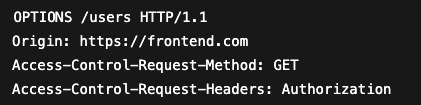 OPTIONS /users HTTP/1.1
Origin: https://frontend.com
Access-Control-Request-Method: GET
Access-Control-Request-Headers: Authorization